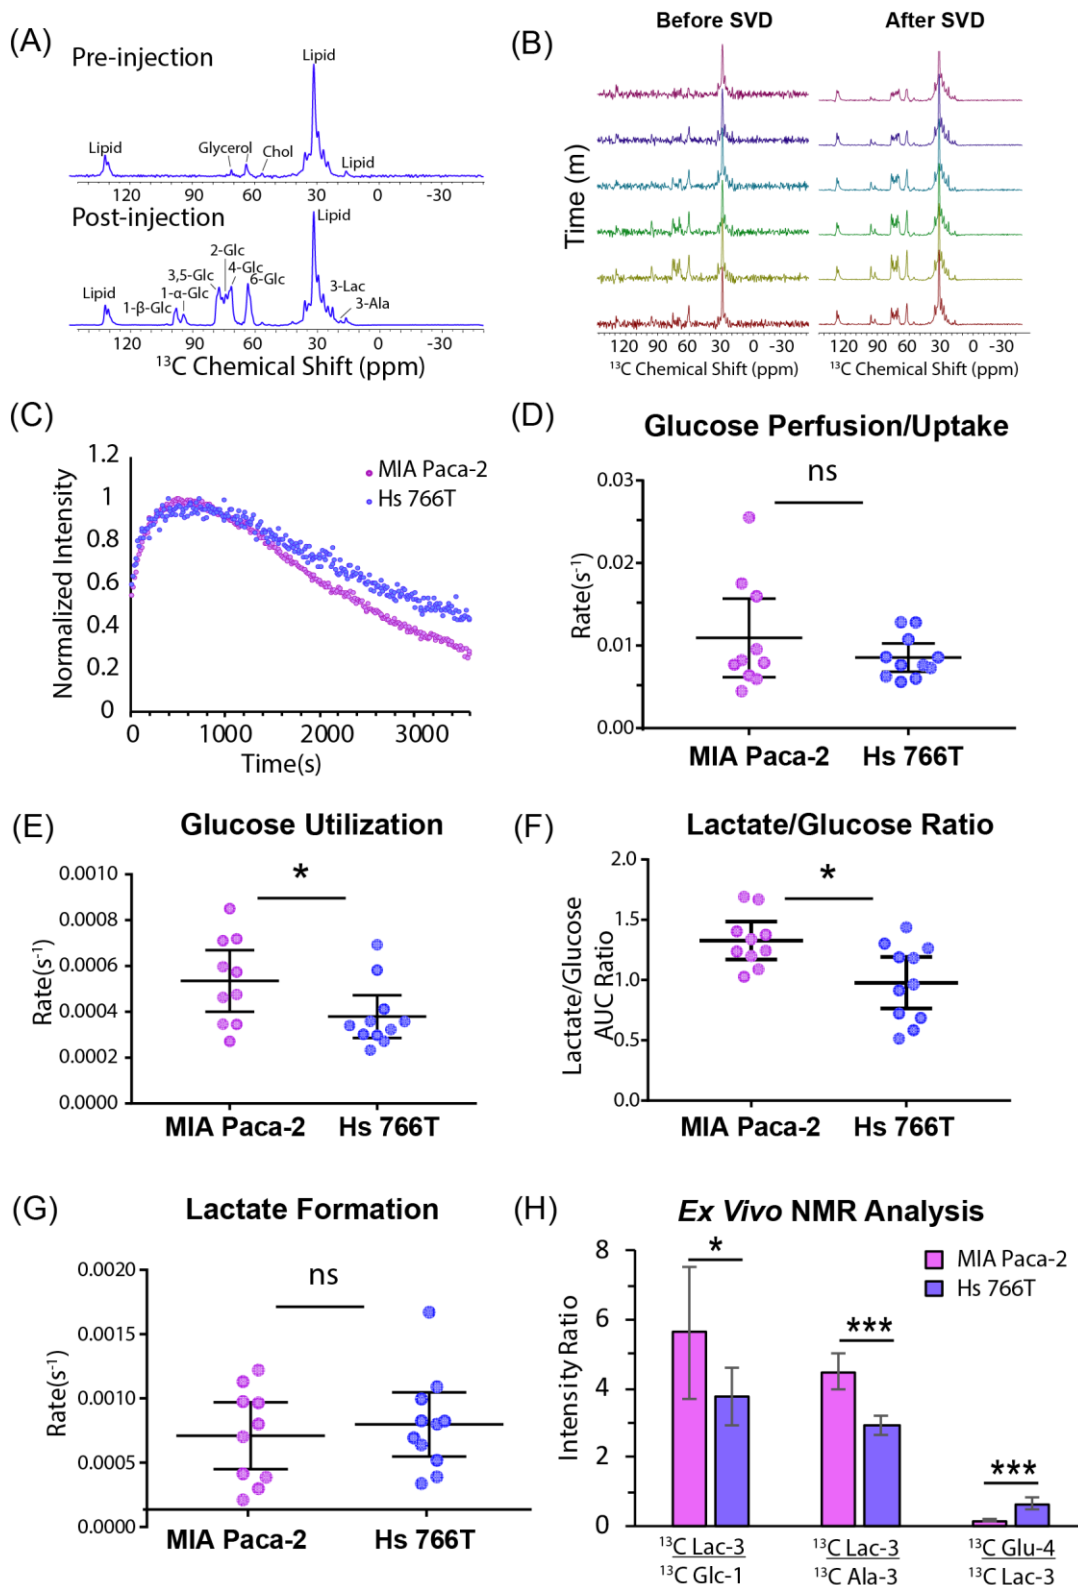 (A)
Pre-injection
Lipid
Lipid
Glycerol
Chol
Lipid
120 90 60 30 0 -30
Post-injection
Lipid
2-Glc
3,5-Glc
4-Glc
6-Glc
1-α-Glc
1-β-Glc
Lipid
3-Lac
3-Ala
120 90 60 30 0 -30
¹³C Chemical Shift (ppm)
(B)
Before SVD After SVD
Time (m)
120 90 60 30 0 -30 120 90 60 30 0 -30
¹³C Chemical Shift (ppm) ¹³C Chemical Shift (ppm)
(C)
Normalized Intensity
1.2
1
0.8
0.6
0.4
0.2
0
MIA Paca-2
Hs 766T
0 1000 2000 3000
Time(s)
(D)
Glucose Perfusion/Uptake
ns
Rate(s⁻¹)
0.03
0.02
0.01
0.00
MIA Paca-2 Hs 766T
(E)
Glucose Utilization
*
Rate(s⁻¹)
0.0010
0.0008
0.0006
0.0004
0.0002
0.0000
MIA Paca-2 Hs 766T
(F)
Lactate/Glucose Ratio
*
Lactate/Glucose
AUC Ratio
2.0
1.5
1.0
0.5
0.0
MIA Paca-2 Hs 766T
(G)
Lactate Formation
ns
Rate(s⁻¹)
0.0020
0.0015
0.0010
0.0005
0.0000
MIA Paca-2 Hs 766T
(H)
Ex Vivo NMR Analysis
Intensity Ratio
8
6
4
2
0
MIA Paca-2
Hs 766T
*
***
***
¹³C Lac-3 ¹³C Lac-3 ¹³C Glu-4
¹³C Glc-1 ¹³C Ala-3 ¹³C Lac-3